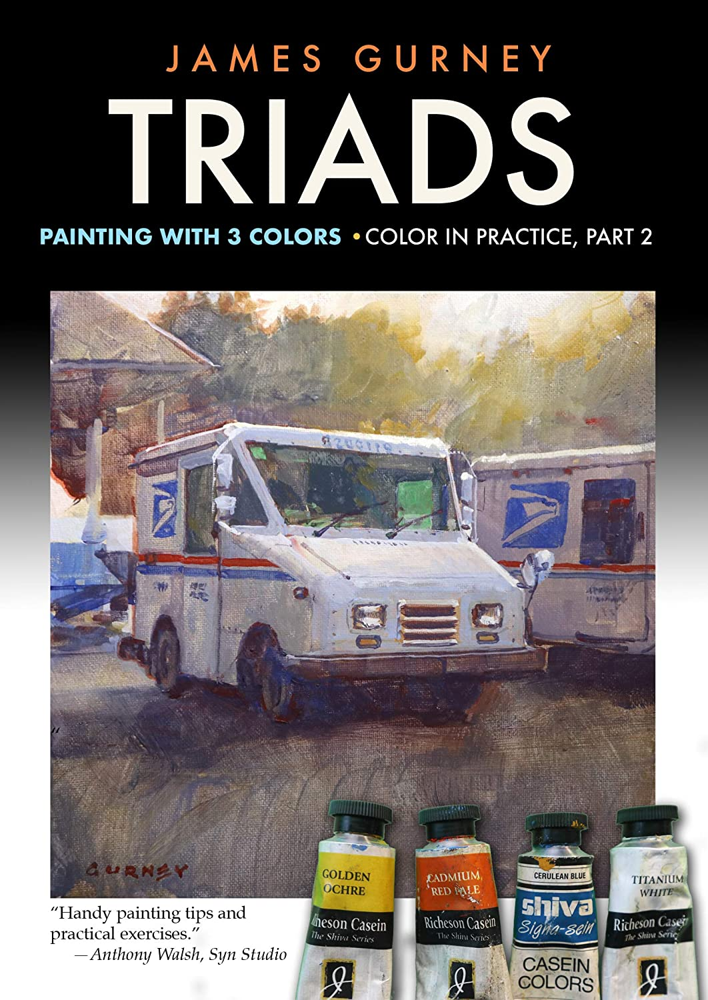 JAMES GURNEY
TRIADS
PAINTING WITH 3 COLORS • COLOR IN PRACTICE, PART 2
GURNEY
“Handy painting tips and
practical exercises.”
—Anthony Walsh, Syn Studio
GOLDEN
OCHRE
Richeson Casein
The Shiva Series
CADMIUM
RED PALE
Richeson Casein
The Shiva Series
CERULEAN BLUE
shiva
Signa-sein
CASEIN
COLORS
TITANIUM
WHITE
Richeson Casein
The Shiva Series